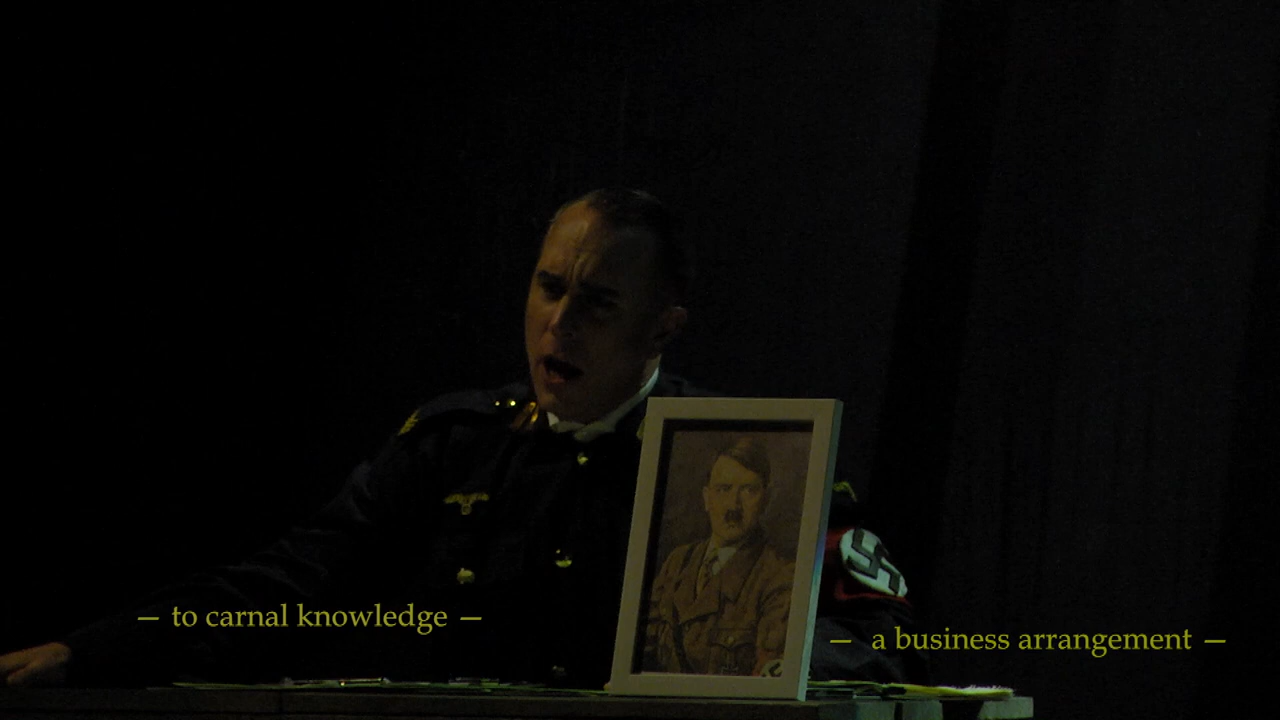 — to carnal knowledge —
— a business arrangement —